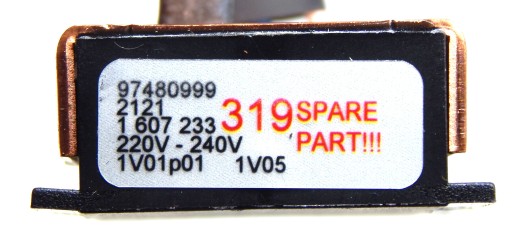 97480999
2121
1 607 233
220V - 240V
1V01p01 1V05
319 SPARE
PART!!!